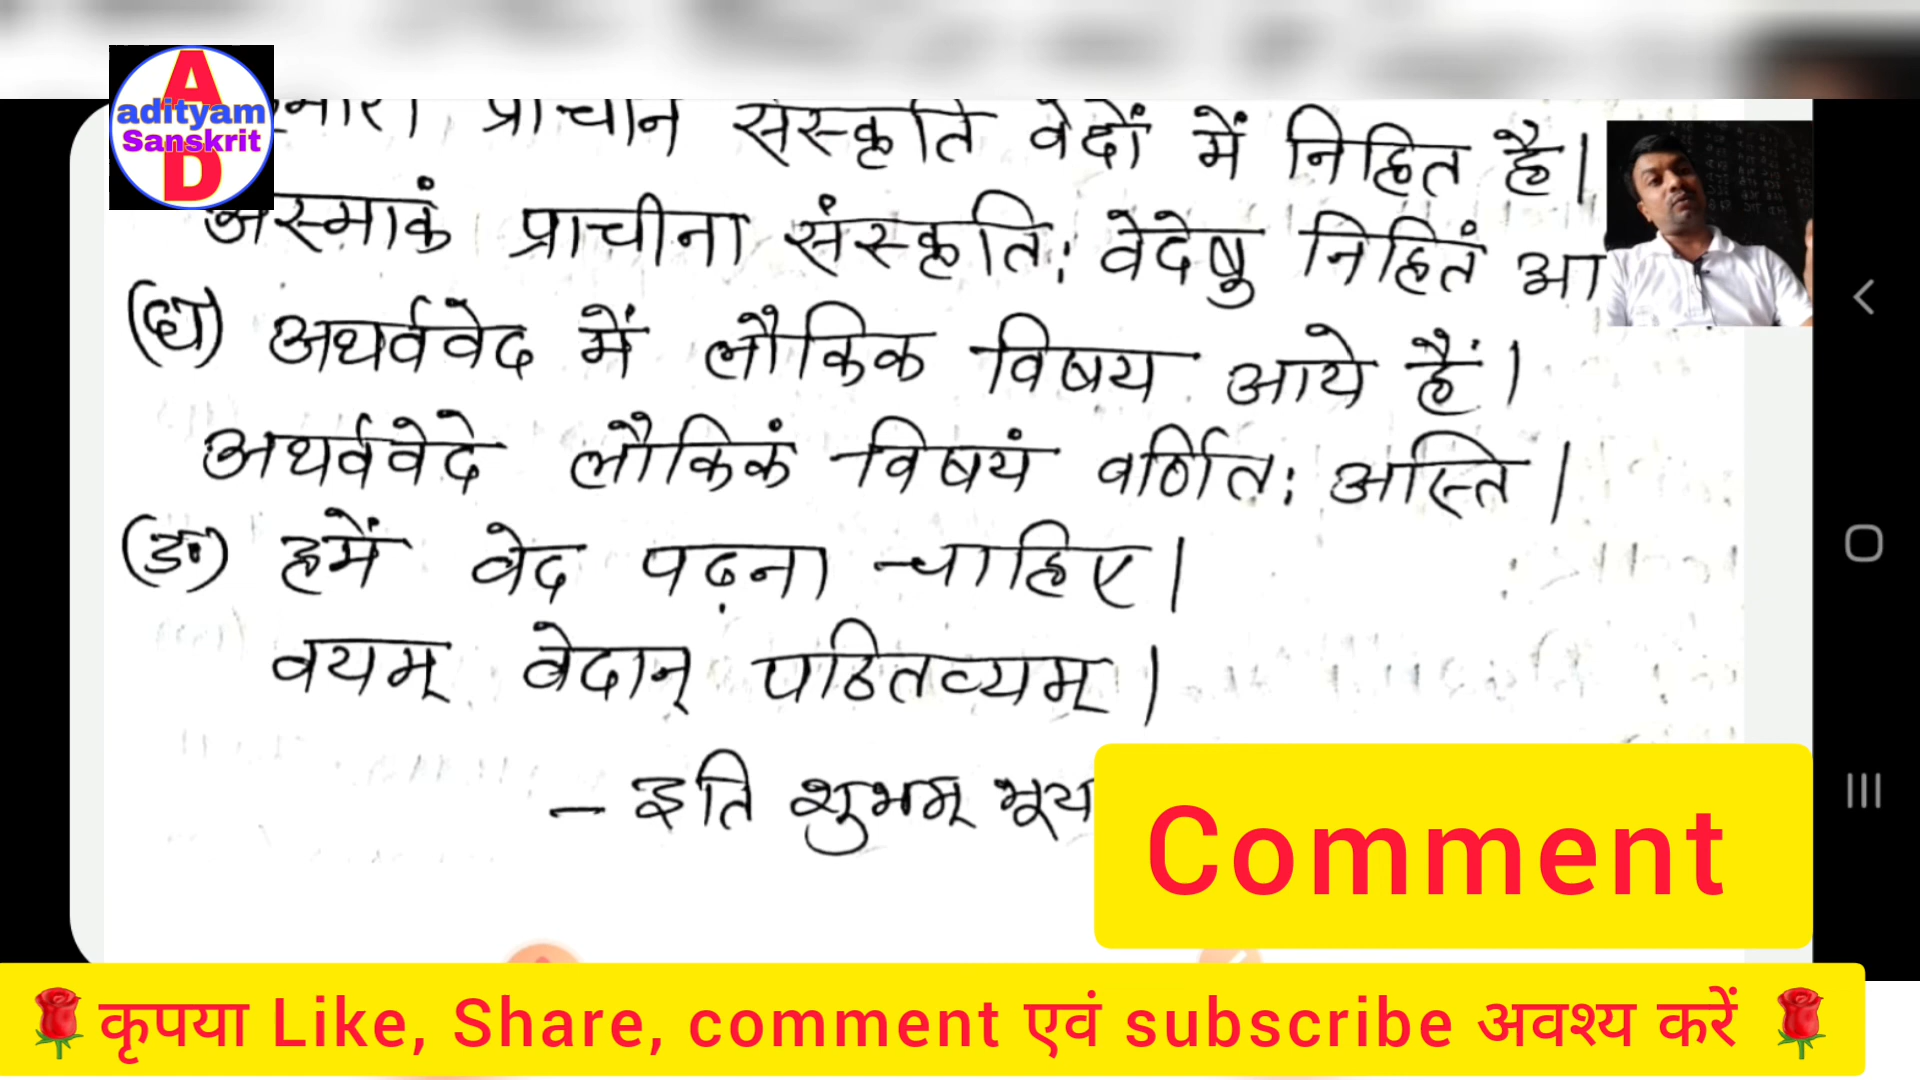 A
adityam
Sanskrit
D
प्राचीन संस्कृति वेदों में निहित है।
अस्माकं प्राचीना संस्कृति: वेदेषु निहितं आ
(घ) अथर्ववेद में लौकिक विषय आये हैं।
अथर्ववेदे लौकिकं विषयं वर्णित: अस्ति।
(ङ) हमें वेद पढ़ना चाहिए।
वयम् वेदान् पठितव्यम्।
- इति शुभम् भूय
Comment
कृपया Like, Share, comment एवं subscribe अवश्य करें